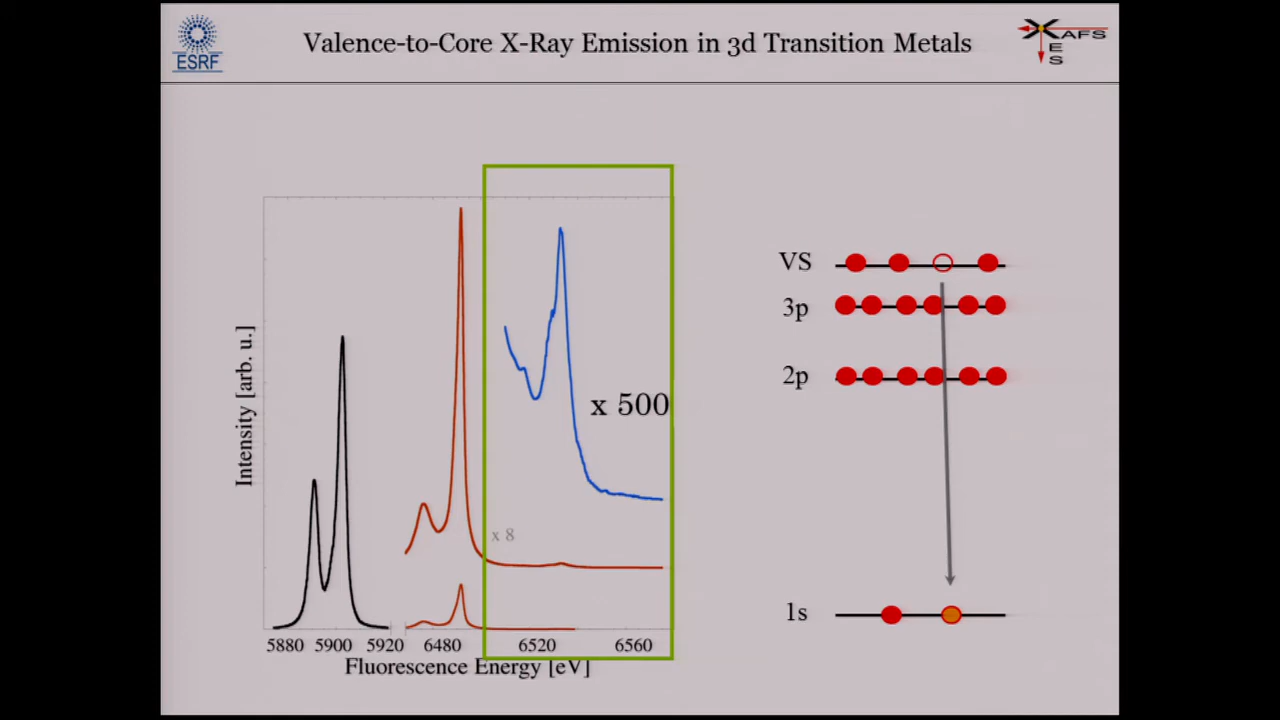 Valence-to-Core X-Ray Emission in 3d Transition Metals
ESRF
XAFS
XES
x 500
x 8
Intensity [arb. u.]
5880 5900 5920 6480 6520 6560
Fluorescence Energy [eV]
VS
3p
2p
1s